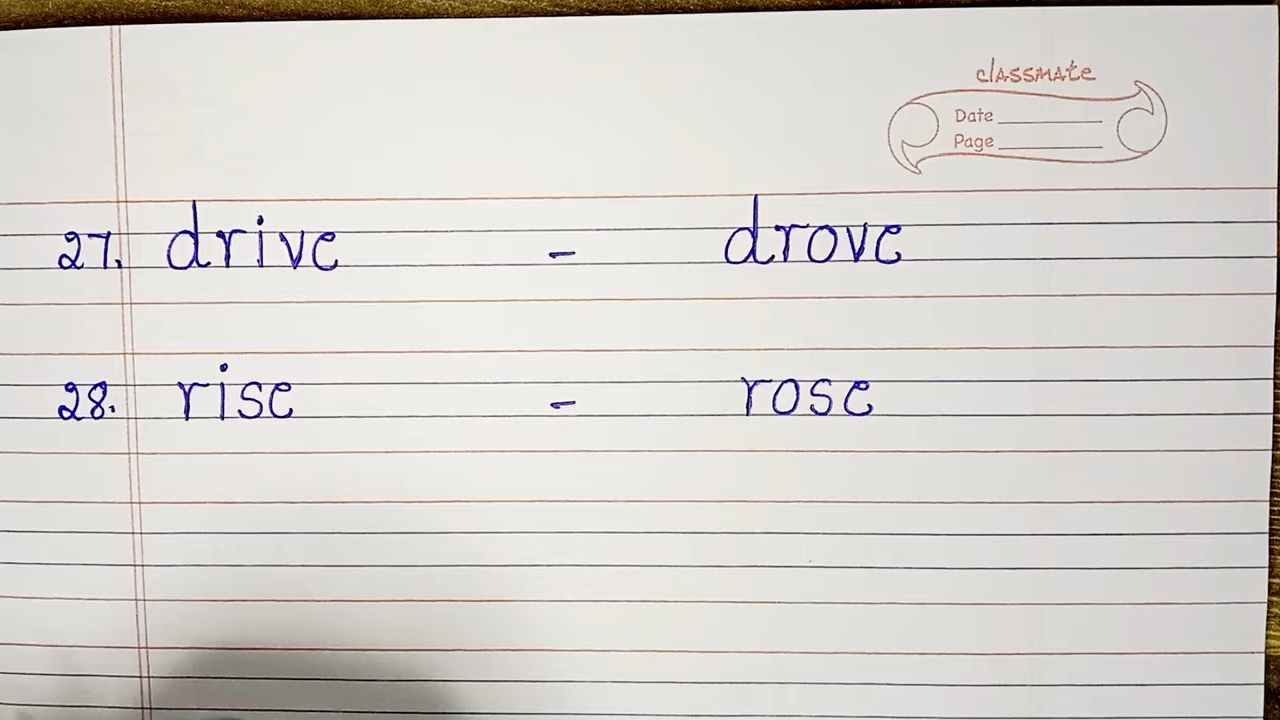 classmate
Date
Page
27. drive - drove
28. rise - rose